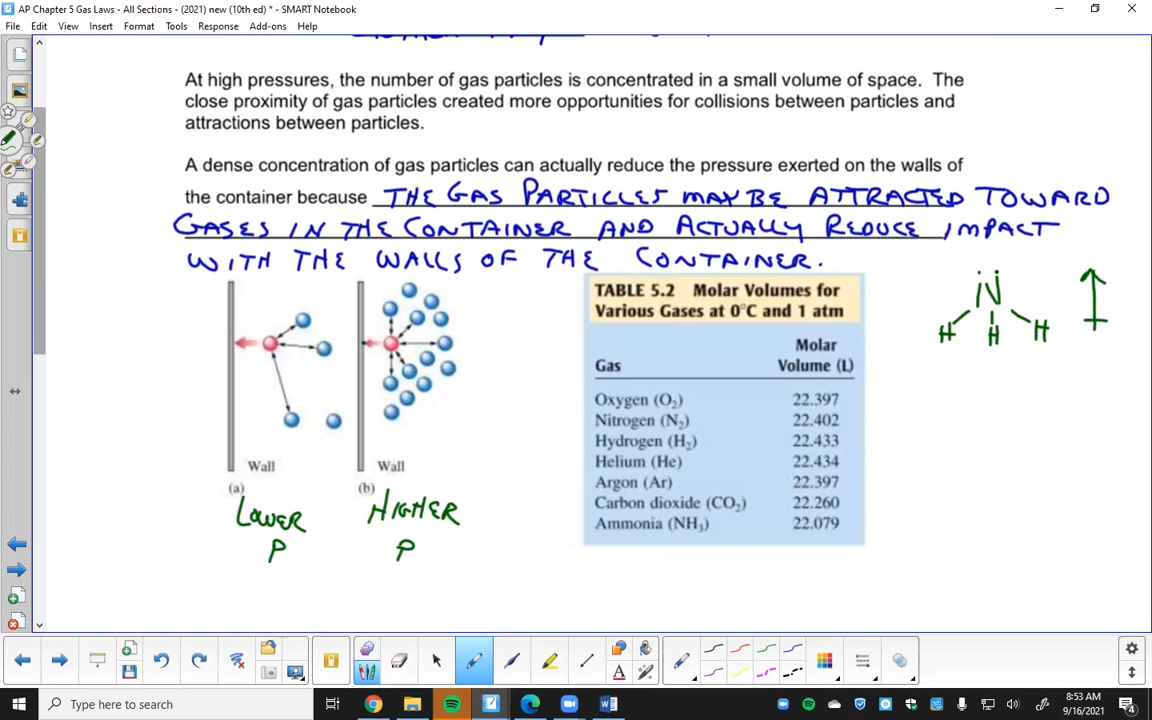 AP Chapter 5 Gas Laws - All Sections - (2021) new (10th ed) * - SMART Notebook
File Edit View Insert Format Tools Response Add-ons Help
At high pressures, the number of gas particles is concentrated in a small volume of space. The
close proximity of gas particles created more opportunities for collisions between particles and
attractions between particles.
A dense concentration of gas particles can actually reduce the pressure exerted on the walls of
the container because THE GAS PARTICLES MAY BE ATTRACTED TOWARD
GASES IN THE CONTAINER AND ACTUALLY REDUCE IMPACT
WITH THE WALLS OF THE CONTAINER.
TABLE 5.2 Molar Volumes for
Various Gases at 0°C and 1 atm
Gas Molar Volume (L)
Oxygen (O₂) 22.397
Nitrogen (N₂) 22.402
Hydrogen (H₂) 22.433
Helium (He) 22.434
Argon (Ar) 22.397
Carbon dioxide (CO₂) 22.260
Ammonia (NH₃) 22.079
N
H H H
Wall Wall
(a) (b)
LOWER P
HIGHER P
Type here to search
8:53 AM
9/16/2021
4